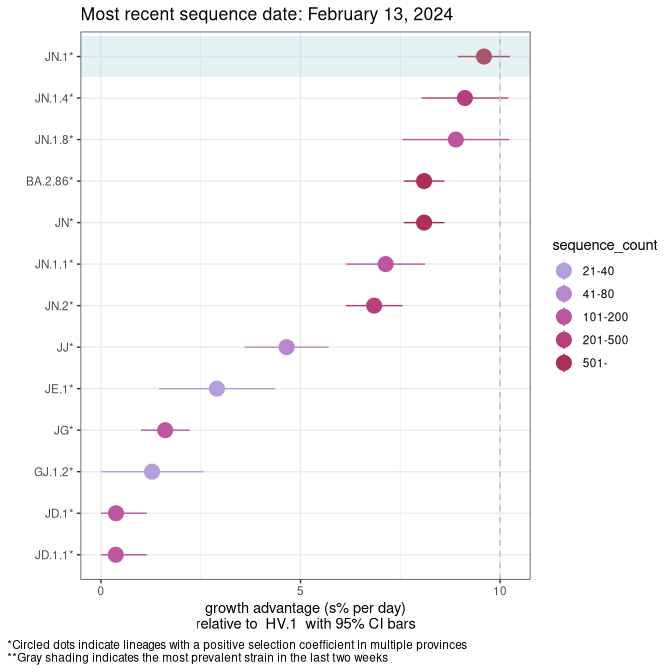 Most recent sequence date: February 13, 2024
JN.1*
JN.1.4*
JN.1.8*
BA.2.86*
JN*
JN.1.1*
JN.2*
JJ*
JE.1*
JG*
GJ.1.2*
JD.1*
JD.1.1*
0 5 10
growth advantage (s% per day)
relative to HV.1 with 95% CI bars
sequence_count
21-40
41-80
101-200
201-500
501-
*Circled dots indicate lineages with a positive selection coefficient in multiple provinces
**Gray shading indicates the most prevalent strain in the last two weeks